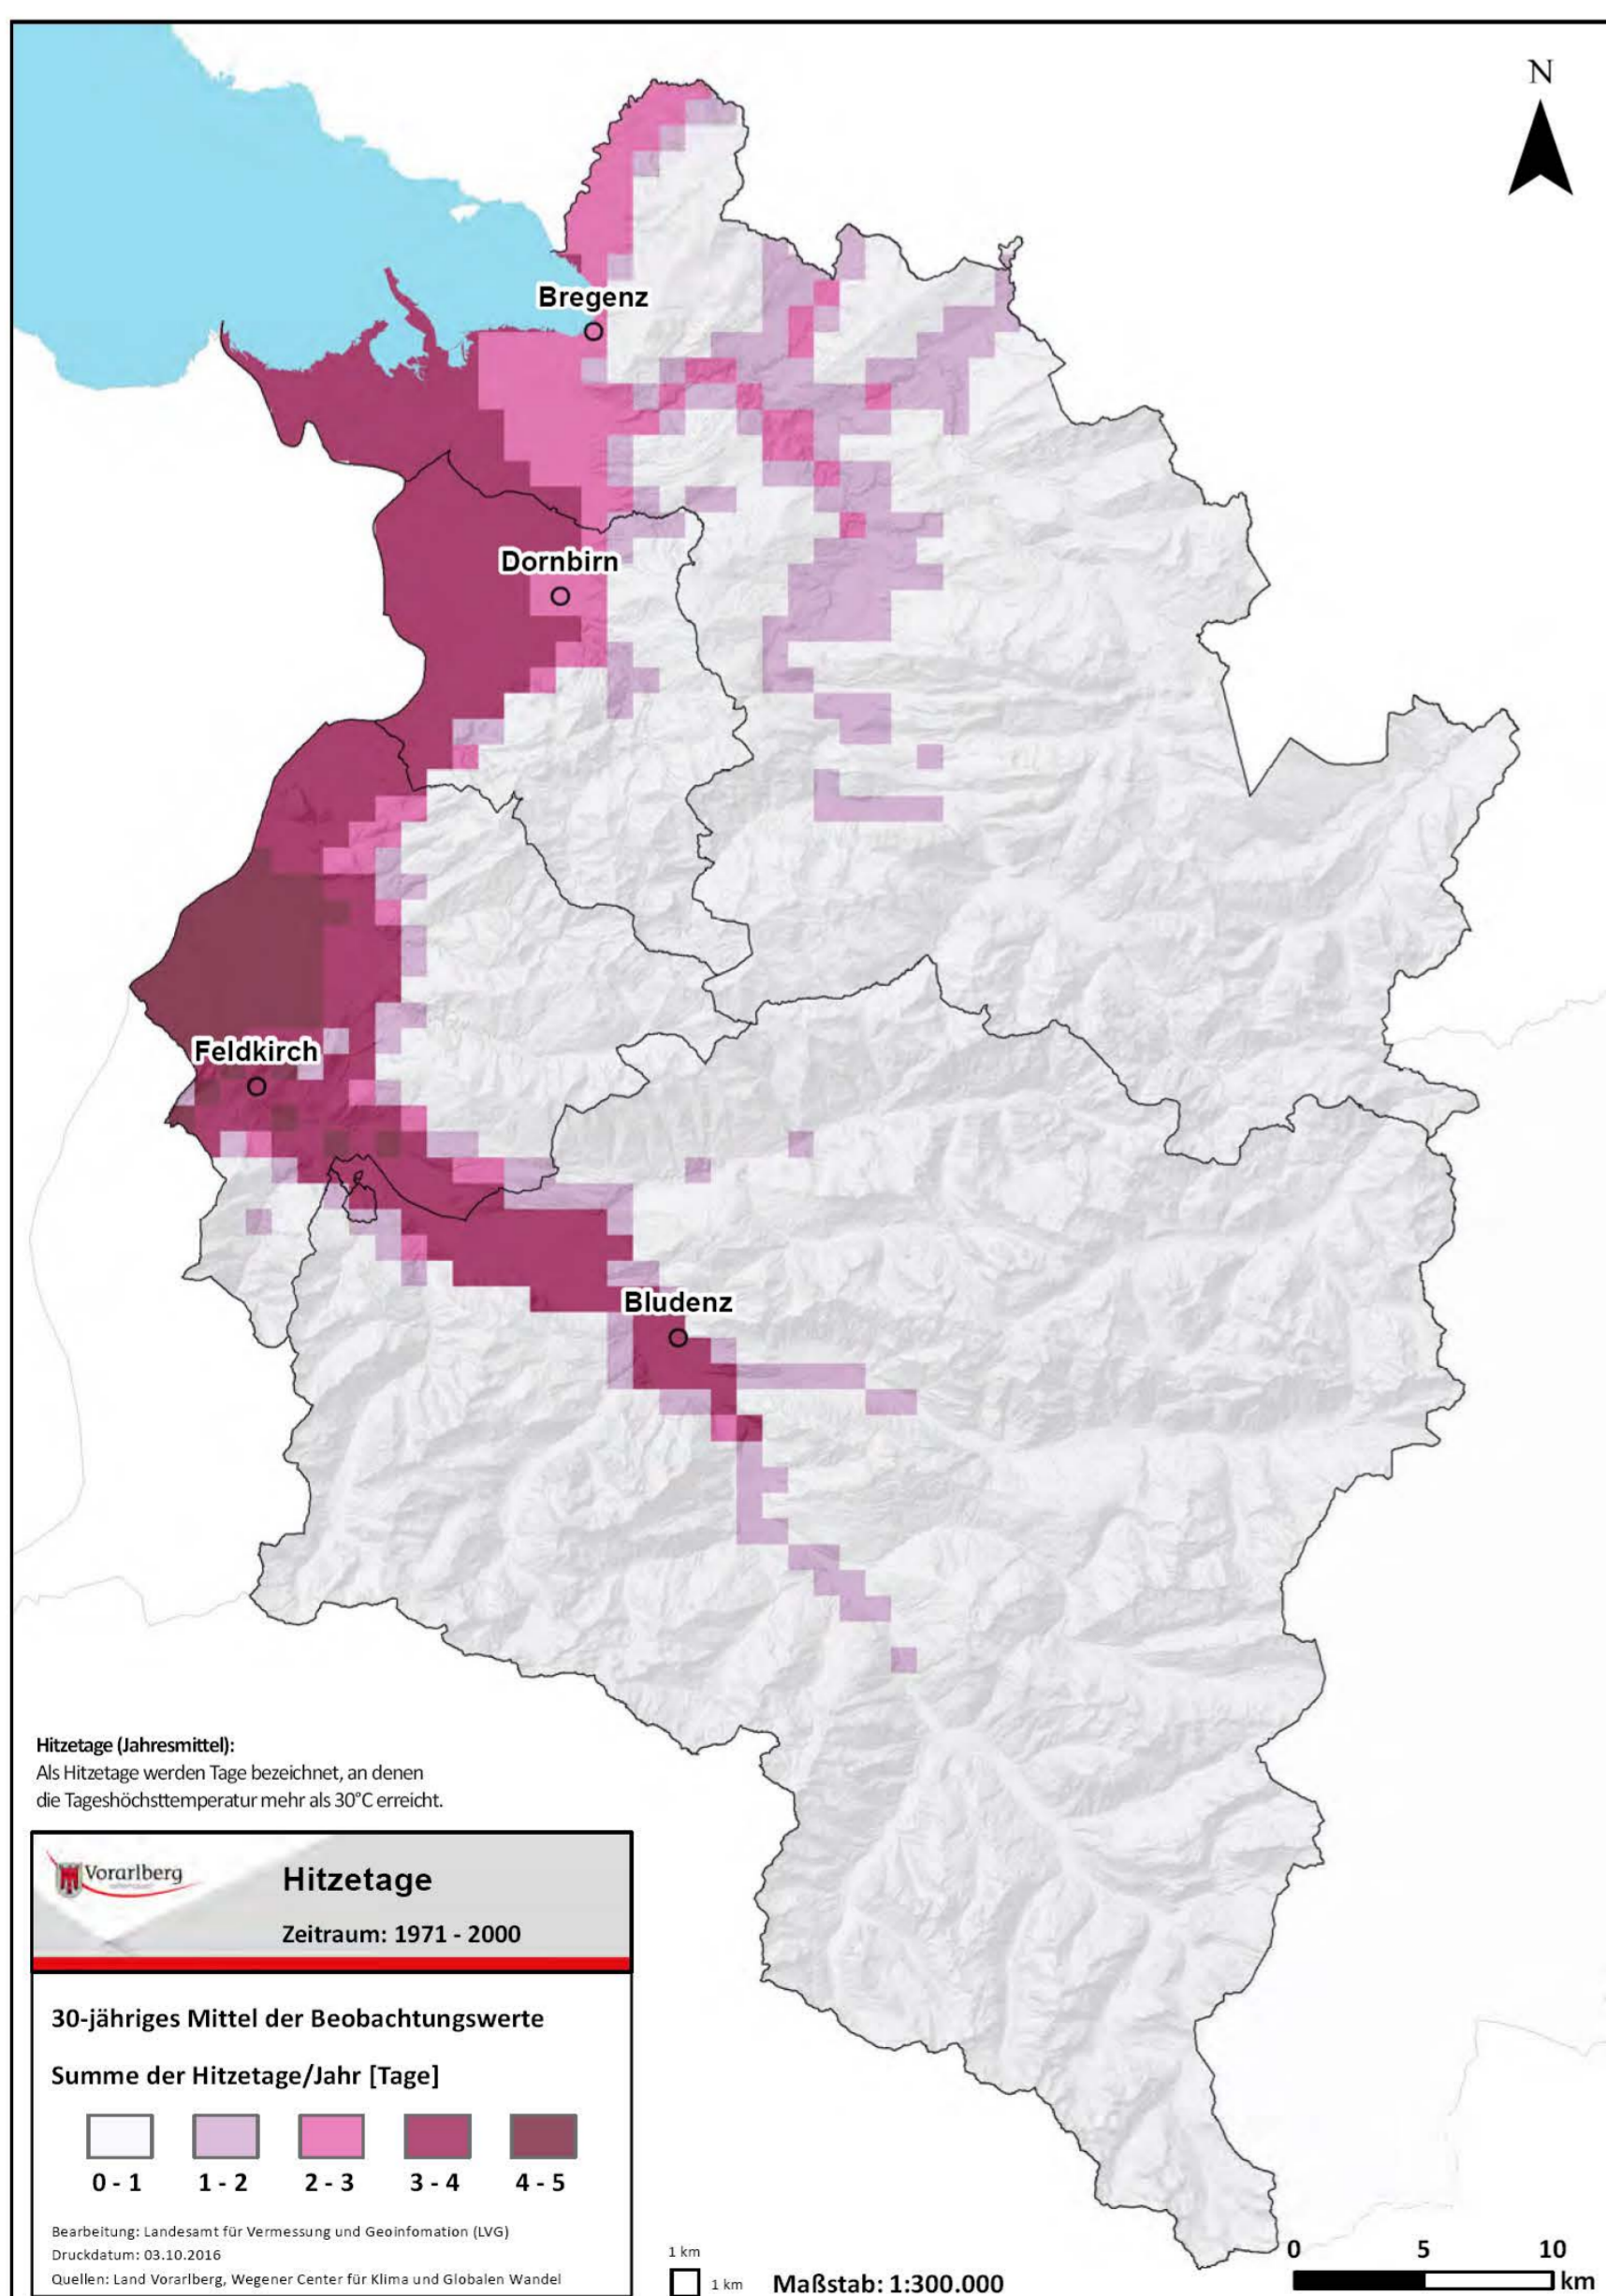 N
Bregenz
Dornbirn
Feldkirch
Bludenz
Hitzetage (Jahresmittel):
Als Hitzetage werden Tage bezeichnet, an denen
die Tageshöchsttemperatur mehr als 30°C erreicht.
Vorarlberg
Hitzetage
Zeitraum: 1971 - 2000
30-jähriges Mittel der Beobachtungswerte
Summe der Hitzetage/Jahr [Tage]
0 - 1 1 - 2 2 - 3 3 - 4 4 - 5
Bearbeitung: Landesamt für Vermessung und Geoinfomation (LVG)
Druckdatum: 03.10.2016
Quellen: Land Vorarlberg, Wegener Center für Klima und Globalen Wandel
1 km
1 km
Maßstab: 1:300.000
0 5 10
km